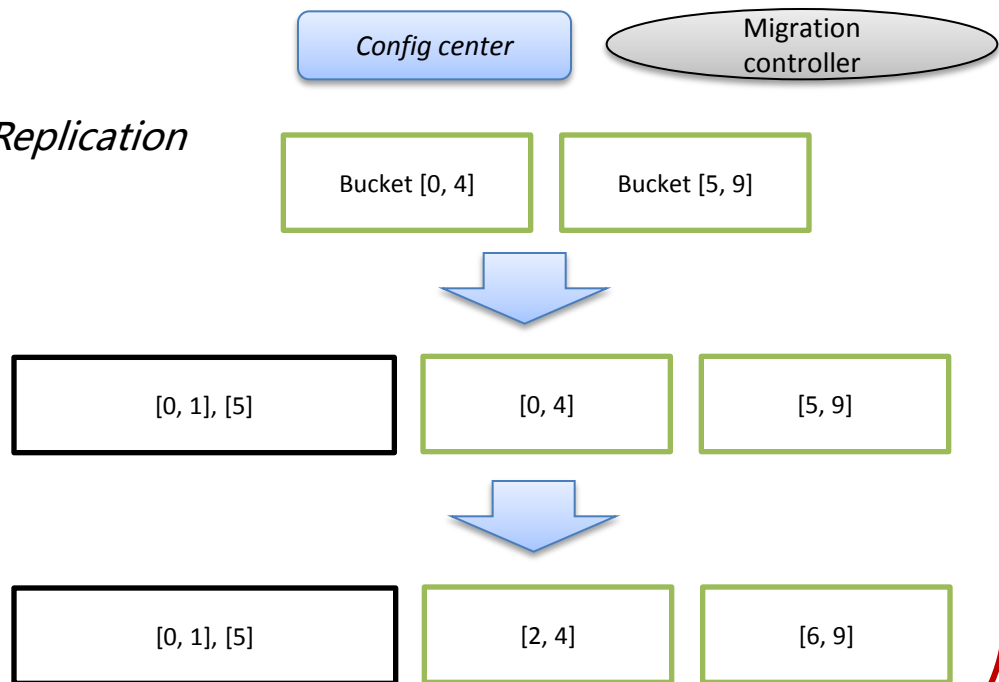 Config center
Migration
controller
Replication
Bucket [0, 4]
Bucket [5, 9]
[0, 1], [5]
[0, 4]
[5, 9]
[0, 1], [5]
[2, 4]
[6, 9]